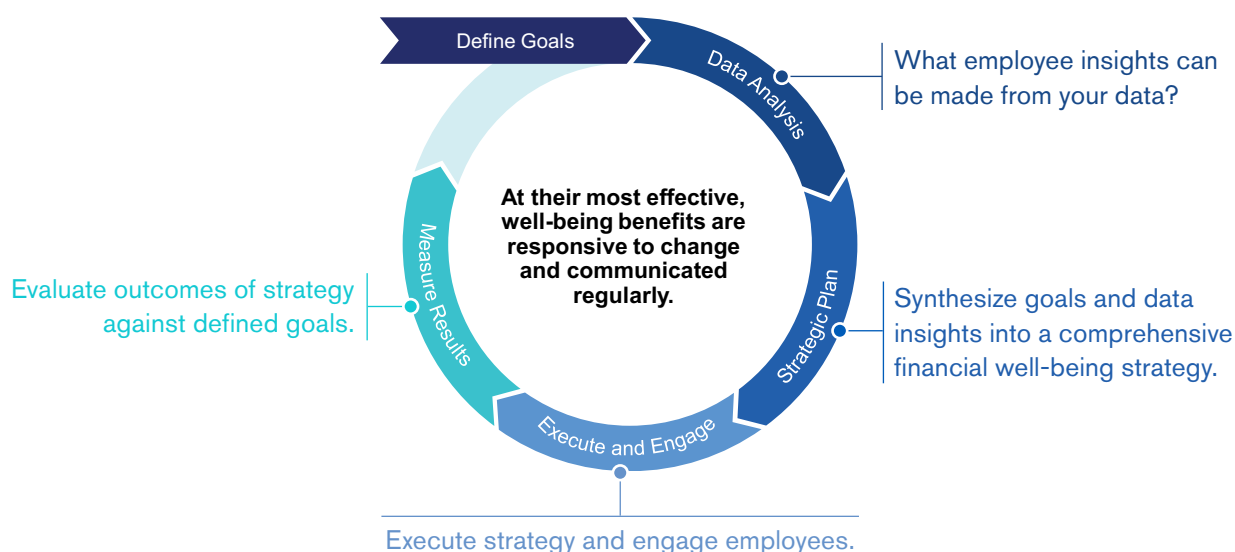 Define Goals
Data Analysis
What employee insights can
be made from your data?
At their most effective,
well-being benefits are
responsive to change
and communicated
regularly.
Measure Results
Evaluate outcomes of strategy
against defined goals.
Strategic Plan
Synthesize goals and data
insights into a comprehensive
financial well-being strategy.
Execute and Engage
Execute strategy and engage employees.